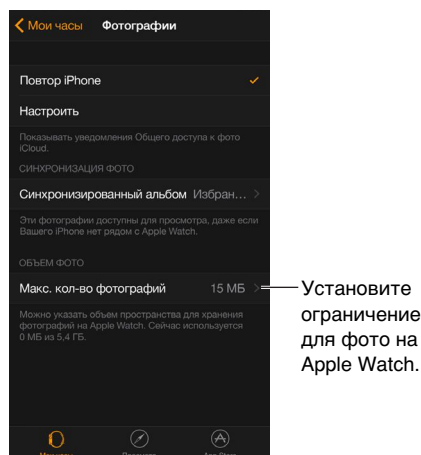 Мои часы Фотографии
Повтор iPhone
Настроить
Показывать уведомления Общего доступа к фото
iCloud.
СИНХРОНИЗАЦИЯ ФОТО
Синхронизированный альбом Избран...
Эти фотографии доступны для просмотра, даже если
Вашего iPhone нет рядом с Apple Watch.
ОБЪЕМ ФОТО
Макс. кол-во фотографий 15 МБ
Можно указать объем пространства для хранения
фотографий на Apple Watch. Сейчас используется
0 МБ из 5,4 ГБ.
Установите
ограничение
для фото на
Apple Watch.